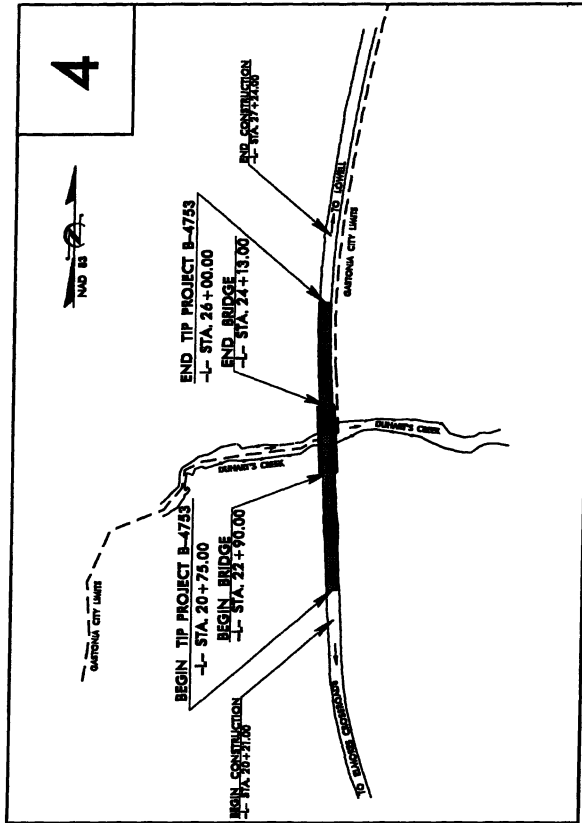 4
NAD 83
GASTONIA CITY LIMITS
BEGIN TIP PROJECT B-4753
-L- STA. 20+75.00
BEGIN BRIDGE
-L- STA. 22+90.00
END TIP PROJECT B-4753
-L- STA. 26+00.00
END BRIDGE
-L- STA. 24+13.00
BEGIN CONSTRUCTION
-L- STA. 20+21.00
END CONSTRUCTION
-L- STA. 27+24.00
DUHART'S CREEK
DUHART'S CREEK
TO CROSSROADS
TO LOWELL
GASTONIA CITY LIMITS